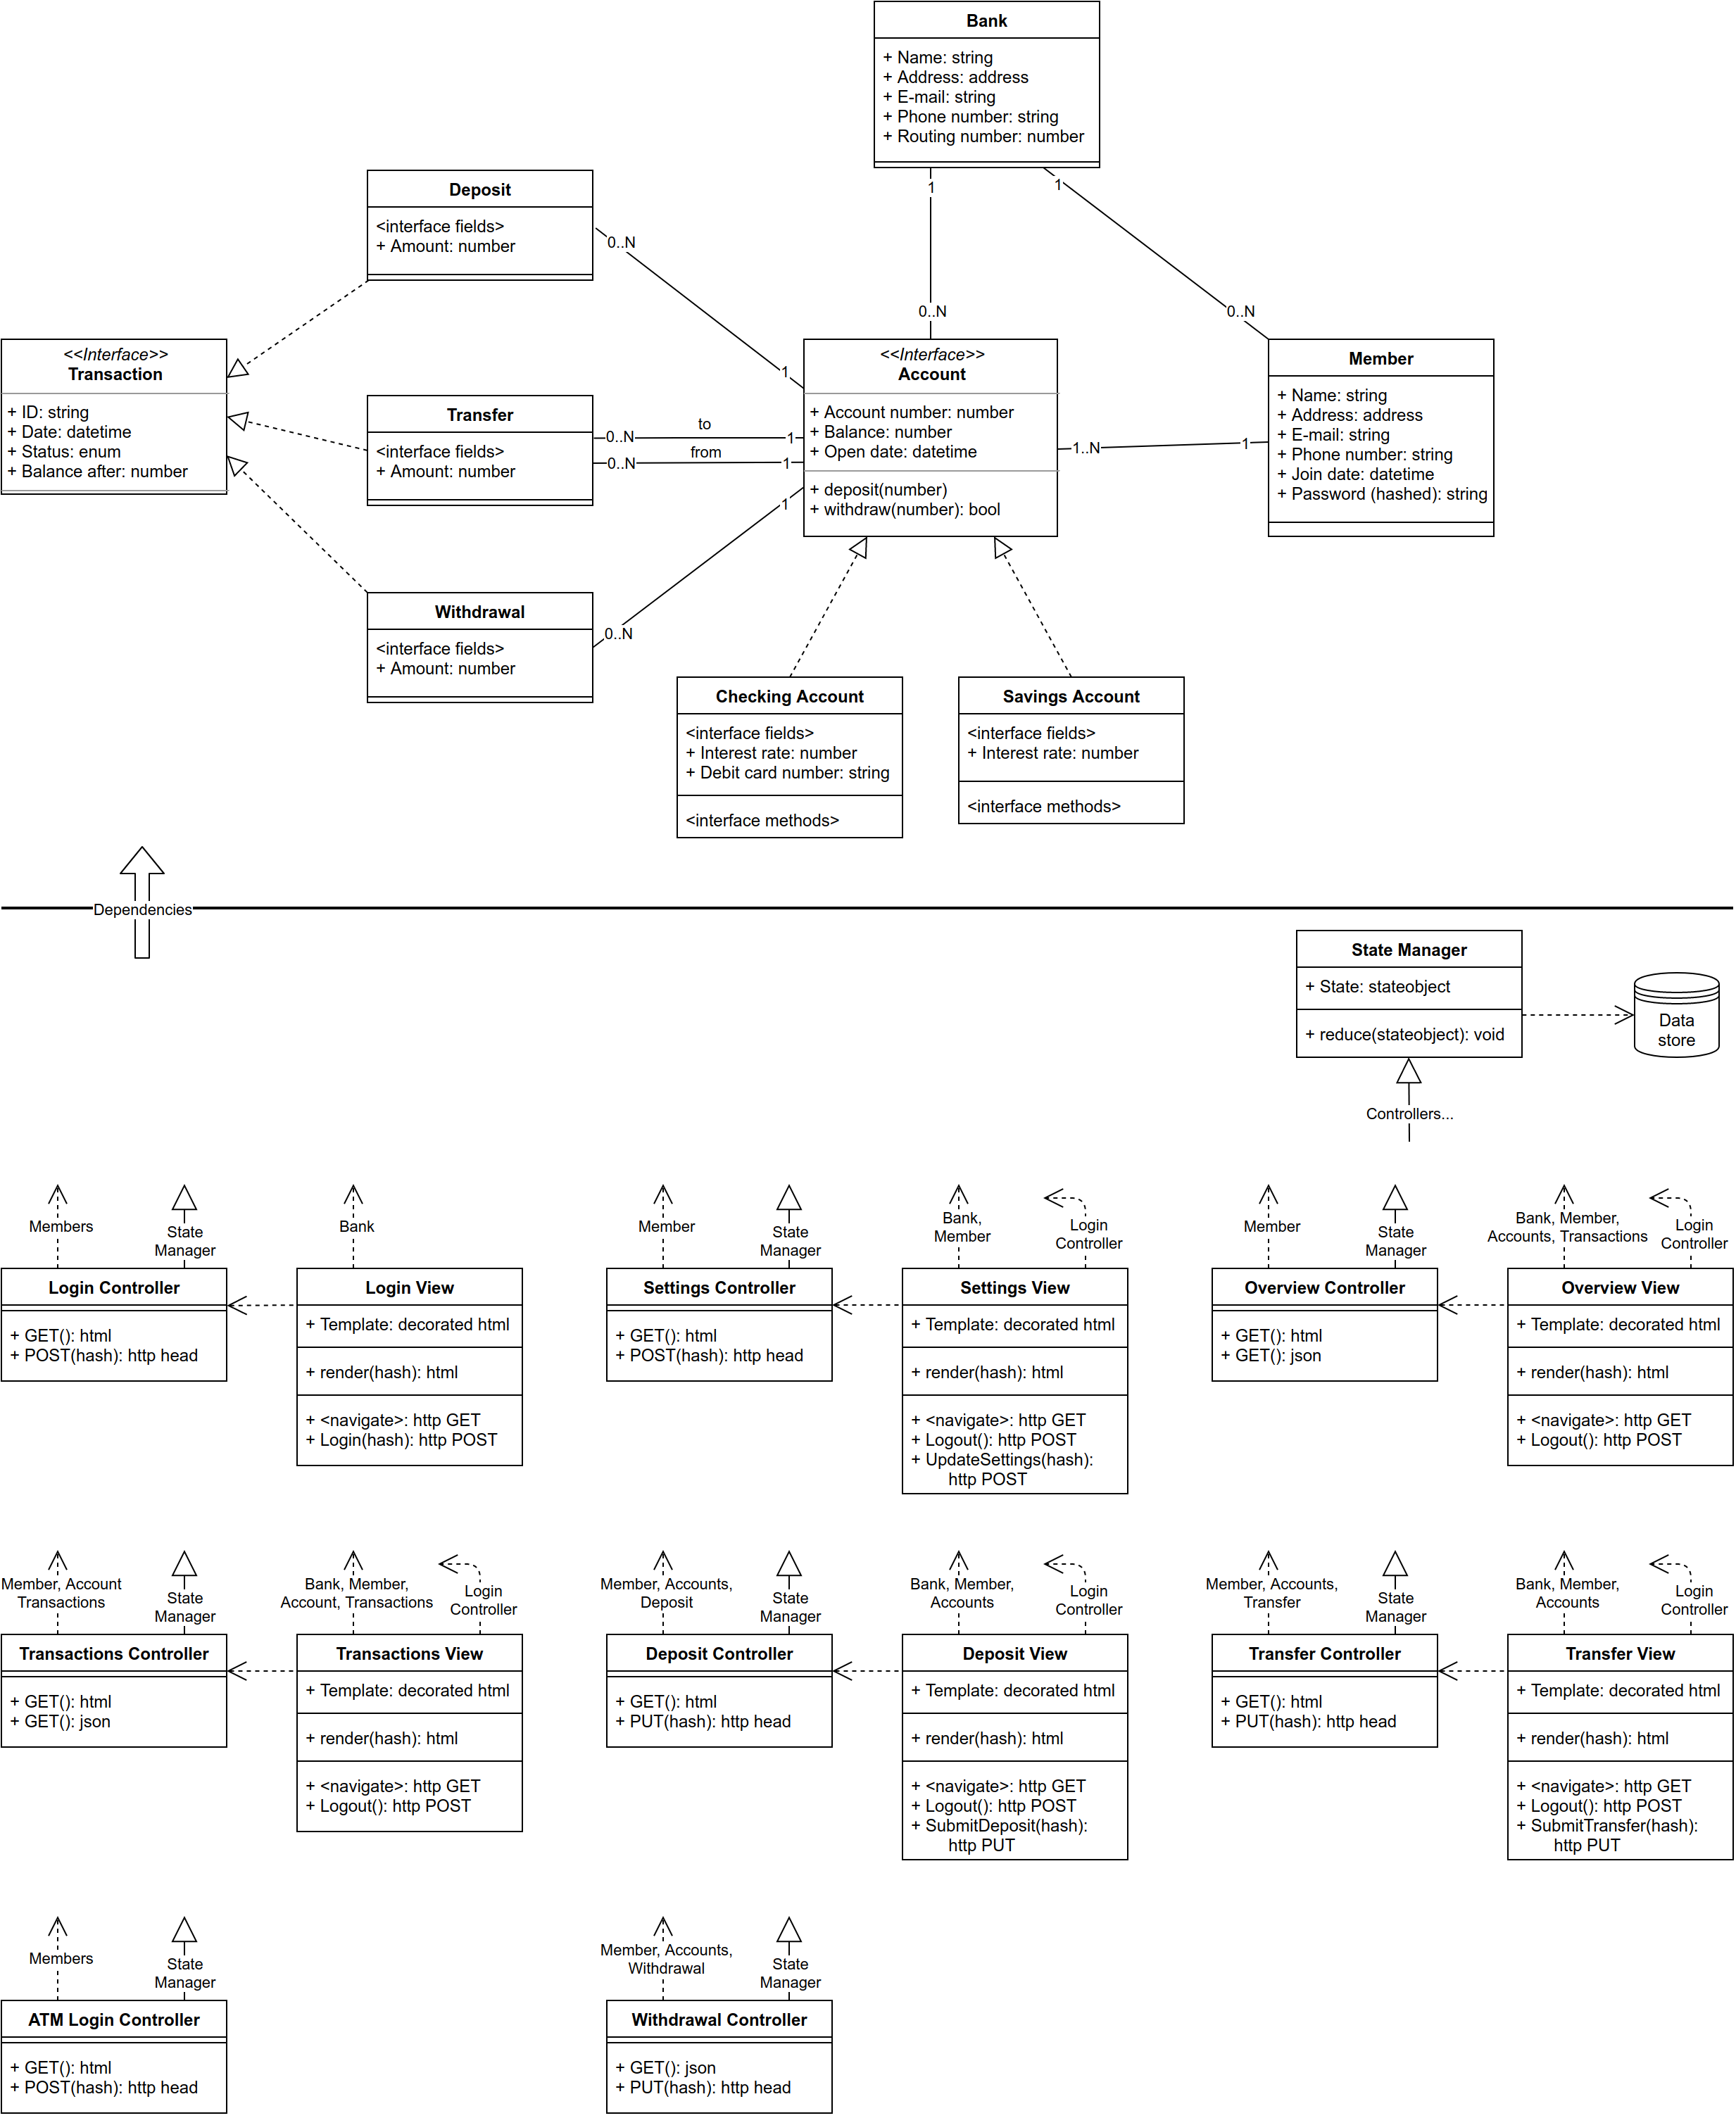 Bank
+ Name: string
+ Address: address
+ E-mail: string
+ Phone number: string
+ Routing number: number
1
1
0..N
0..N
Deposit
<interface fields>
+ Amount: number
0..N
1
<<Interface>>
Transaction
+ ID: string
+ Date: datetime
+ Status: enum
+ Balance after: number
Transfer
<interface fields>
+ Amount: number
0..N
to
1
0..N
from
1
<<Interface>>
Account
+ Account number: number
+ Balance: number
+ Open date: datetime
+ deposit(number)
+ withdraw(number): bool
1..N
1
Member
+ Name: string
+ Address: address
+ E-mail: string
+ Phone number: string
+ Join date: datetime
+ Password (hashed): string
Withdrawal
<interface fields>
+ Amount: number
0..N
1
Checking Account
<interface fields>
+ Interest rate: number
+ Debit card number: string
<interface methods>
Savings Account
<interface fields>
+ Interest rate: number
<interface methods>
Dependencies
State Manager
+ State: stateobject
+ reduce(stateobject): void
Data
store
Controllers...
Members
State
Manager
Login Controller
+ GET(): html
+ POST(hash): http head
Bank
Login View
+ Template: decorated html
+ render(hash): html
+ <navigate>: http GET
+ Login(hash): http POST
Member
State
Manager
Settings Controller
+ GET(): html
+ POST(hash): http head
Bank,
Member
Login
Controller
Settings View
+ Template: decorated html
+ render(hash): html
+ <navigate>: http GET
+ Logout(): http POST
+ UpdateSettings(hash):
http POST
Member
State
Manager
Overview Controller
+ GET(): html
+ GET(): json
Bank, Member,
Accounts, Transactions
Login
Controller
Overview View
+ Template: decorated html
+ render(hash): html
+ <navigate>: http GET
+ Logout(): http POST
Member, Account
Transactions
State
Manager
Transactions Controller
+ GET(): html
+ GET(): json
Bank, Member,
Account, Transactions
Login
Controller
Transactions View
+ Template: decorated html
+ render(hash): html
+ <navigate>: http GET
+ Logout(): http POST
Member, Accounts,
Deposit
State
Manager
Deposit Controller
+ GET(): html
+ PUT(hash): http head
Bank, Member,
Accounts
Login
Controller
Deposit View
+ Template: decorated html
+ render(hash): html
+ <navigate>: http GET
+ Logout(): http POST
+ SubmitDeposit(hash):
http PUT
Member, Accounts,
Transfer
State
Manager
Transfer Controller
+ GET(): html
+ PUT(hash): http head
Bank, Member,
Accounts
Login
Controller
Transfer View
+ Template: decorated html
+ render(hash): html
+ <navigate>: http GET
+ Logout(): http POST
+ SubmitTransfer(hash):
http PUT
Members
State
Manager
ATM Login Controller
+ GET(): html
+ POST(hash): http head
Member, Accounts,
Withdrawal
State
Manager
Withdrawal Controller
+ GET(): json
+ PUT(hash): http head